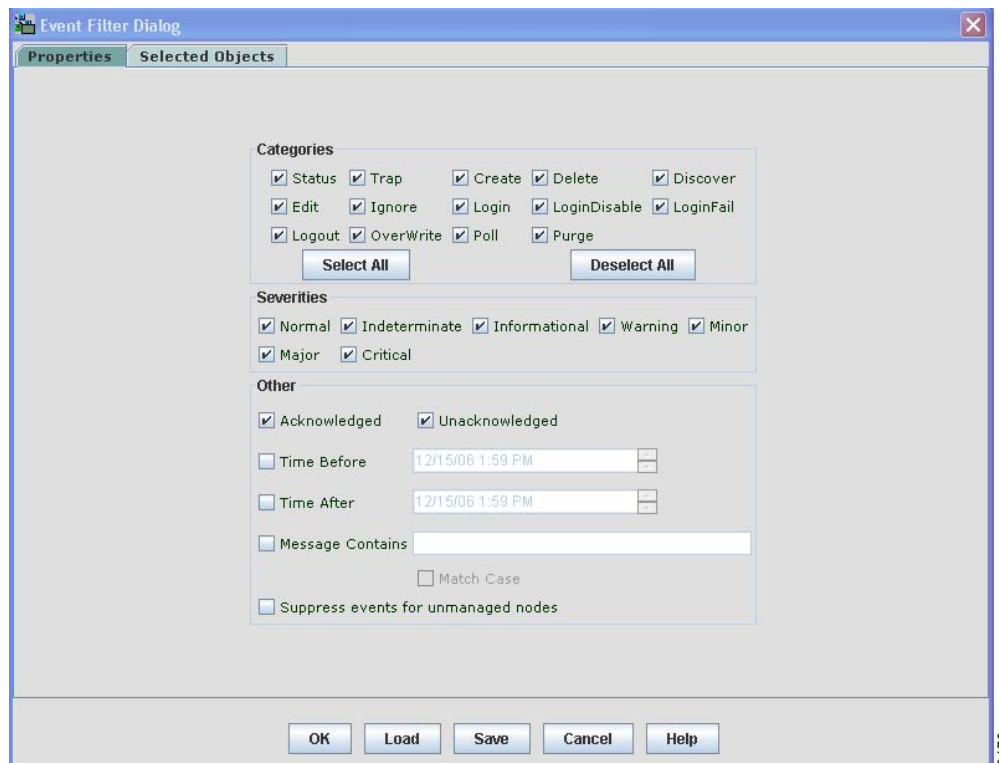 Event Filter Dialog
Properties Selected Objects
Categories
Status Trap Create Delete Discover
Edit Ignore Login LoginDisable LoginFail
Logout OverWrite Poll Purge
Select All Deselect All
Severities
Normal Indeterminate Informational Warning Minor
Major Critical
Other
Acknowledged Unacknowledged
Time Before 12/15/06 1:59 PM
Time After 12/15/06 1:59 PM
Message Contains
Match Case
Suppress events for unmanaged nodes
OK Load Save Cancel Help